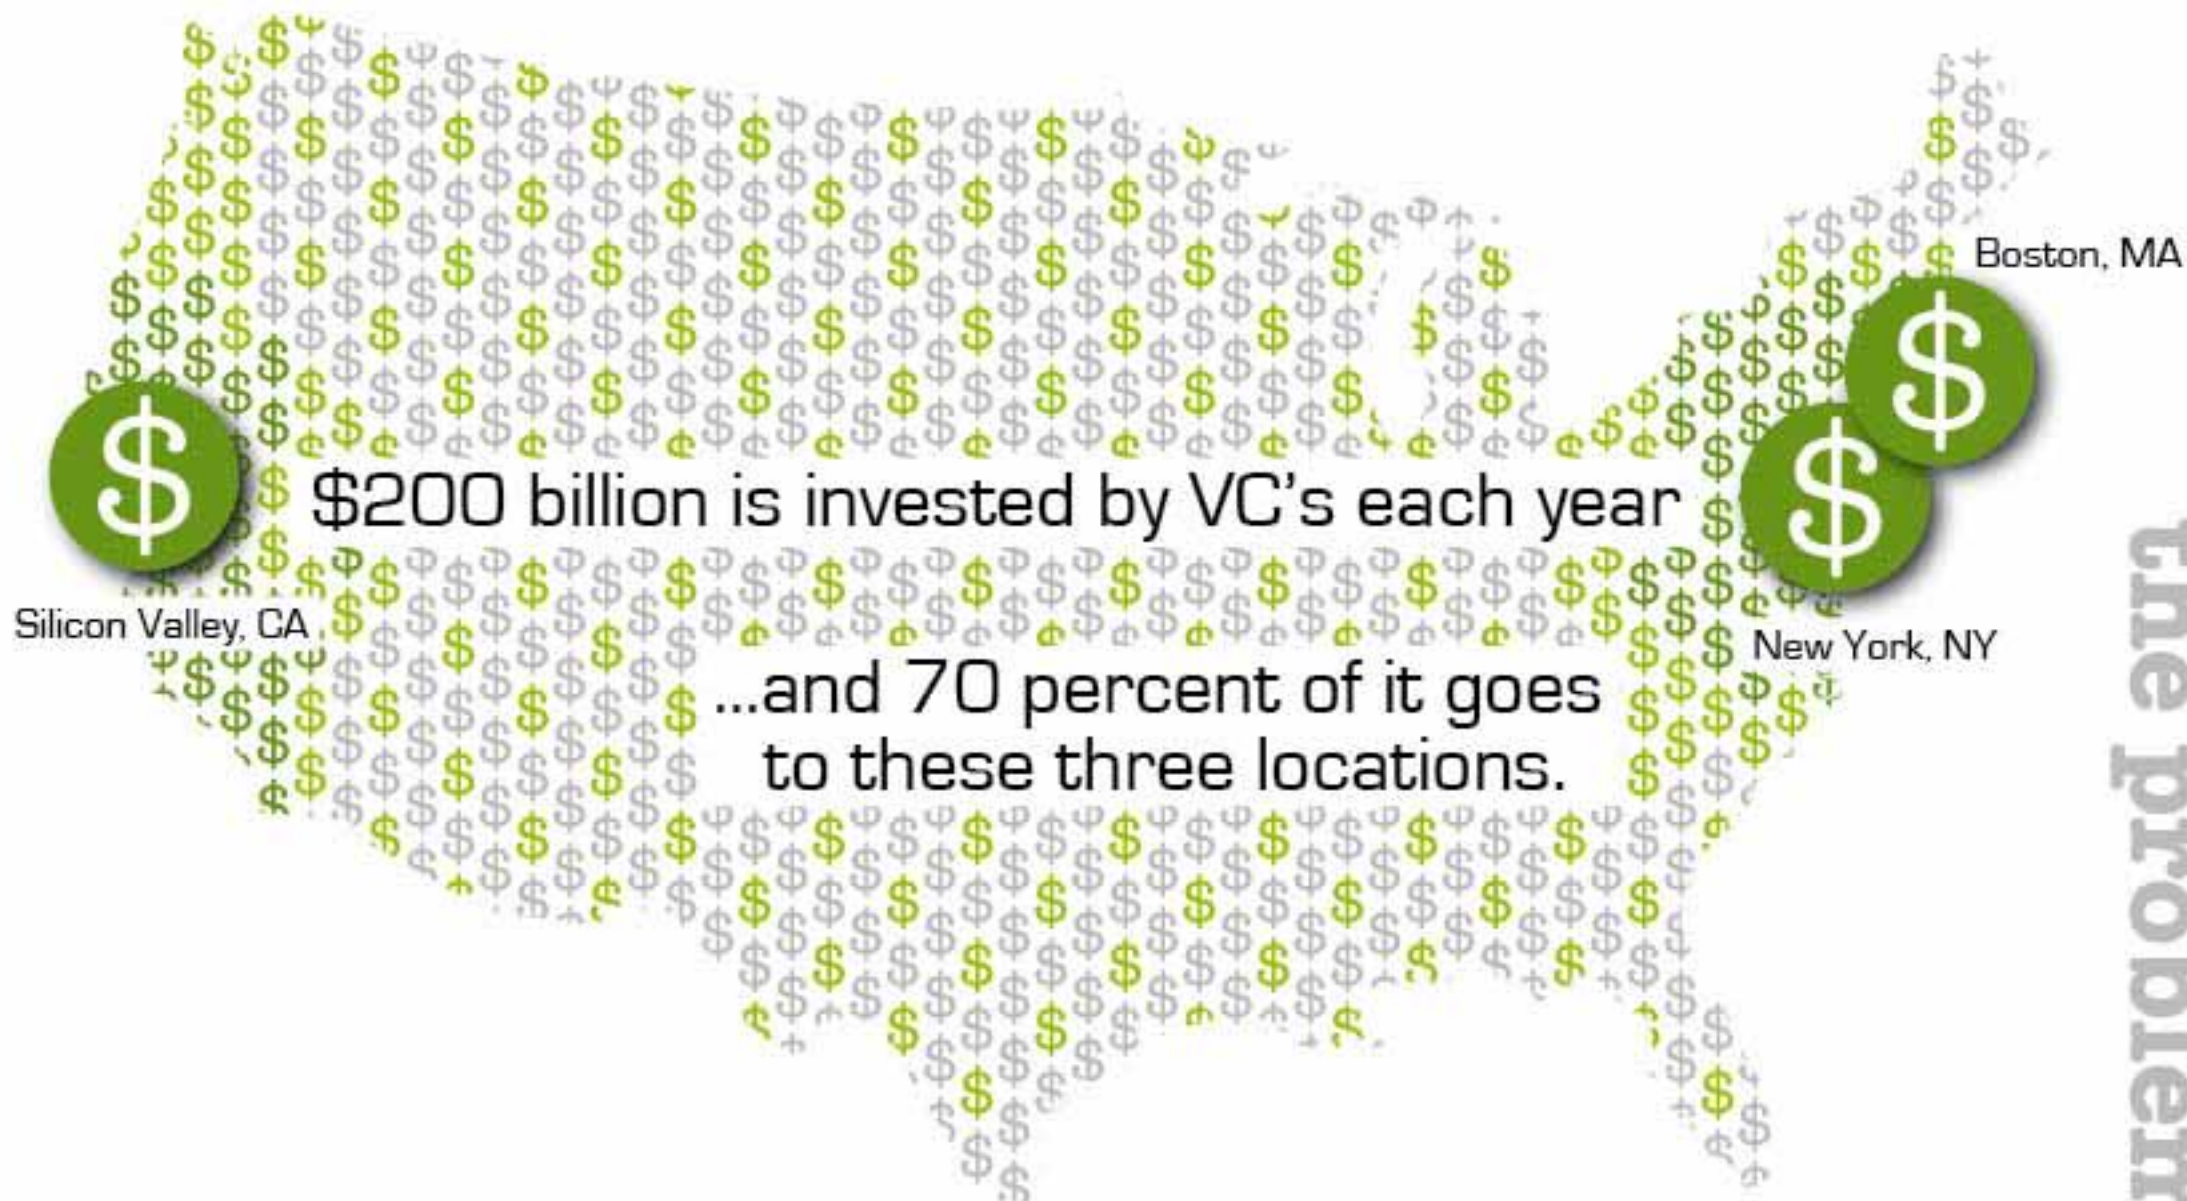 Boston, MA
$200 billion is invested by VC's each year
Silicon Valley, CA
New York, NY
...and 70 percent of it goes
to these three locations.
the problem